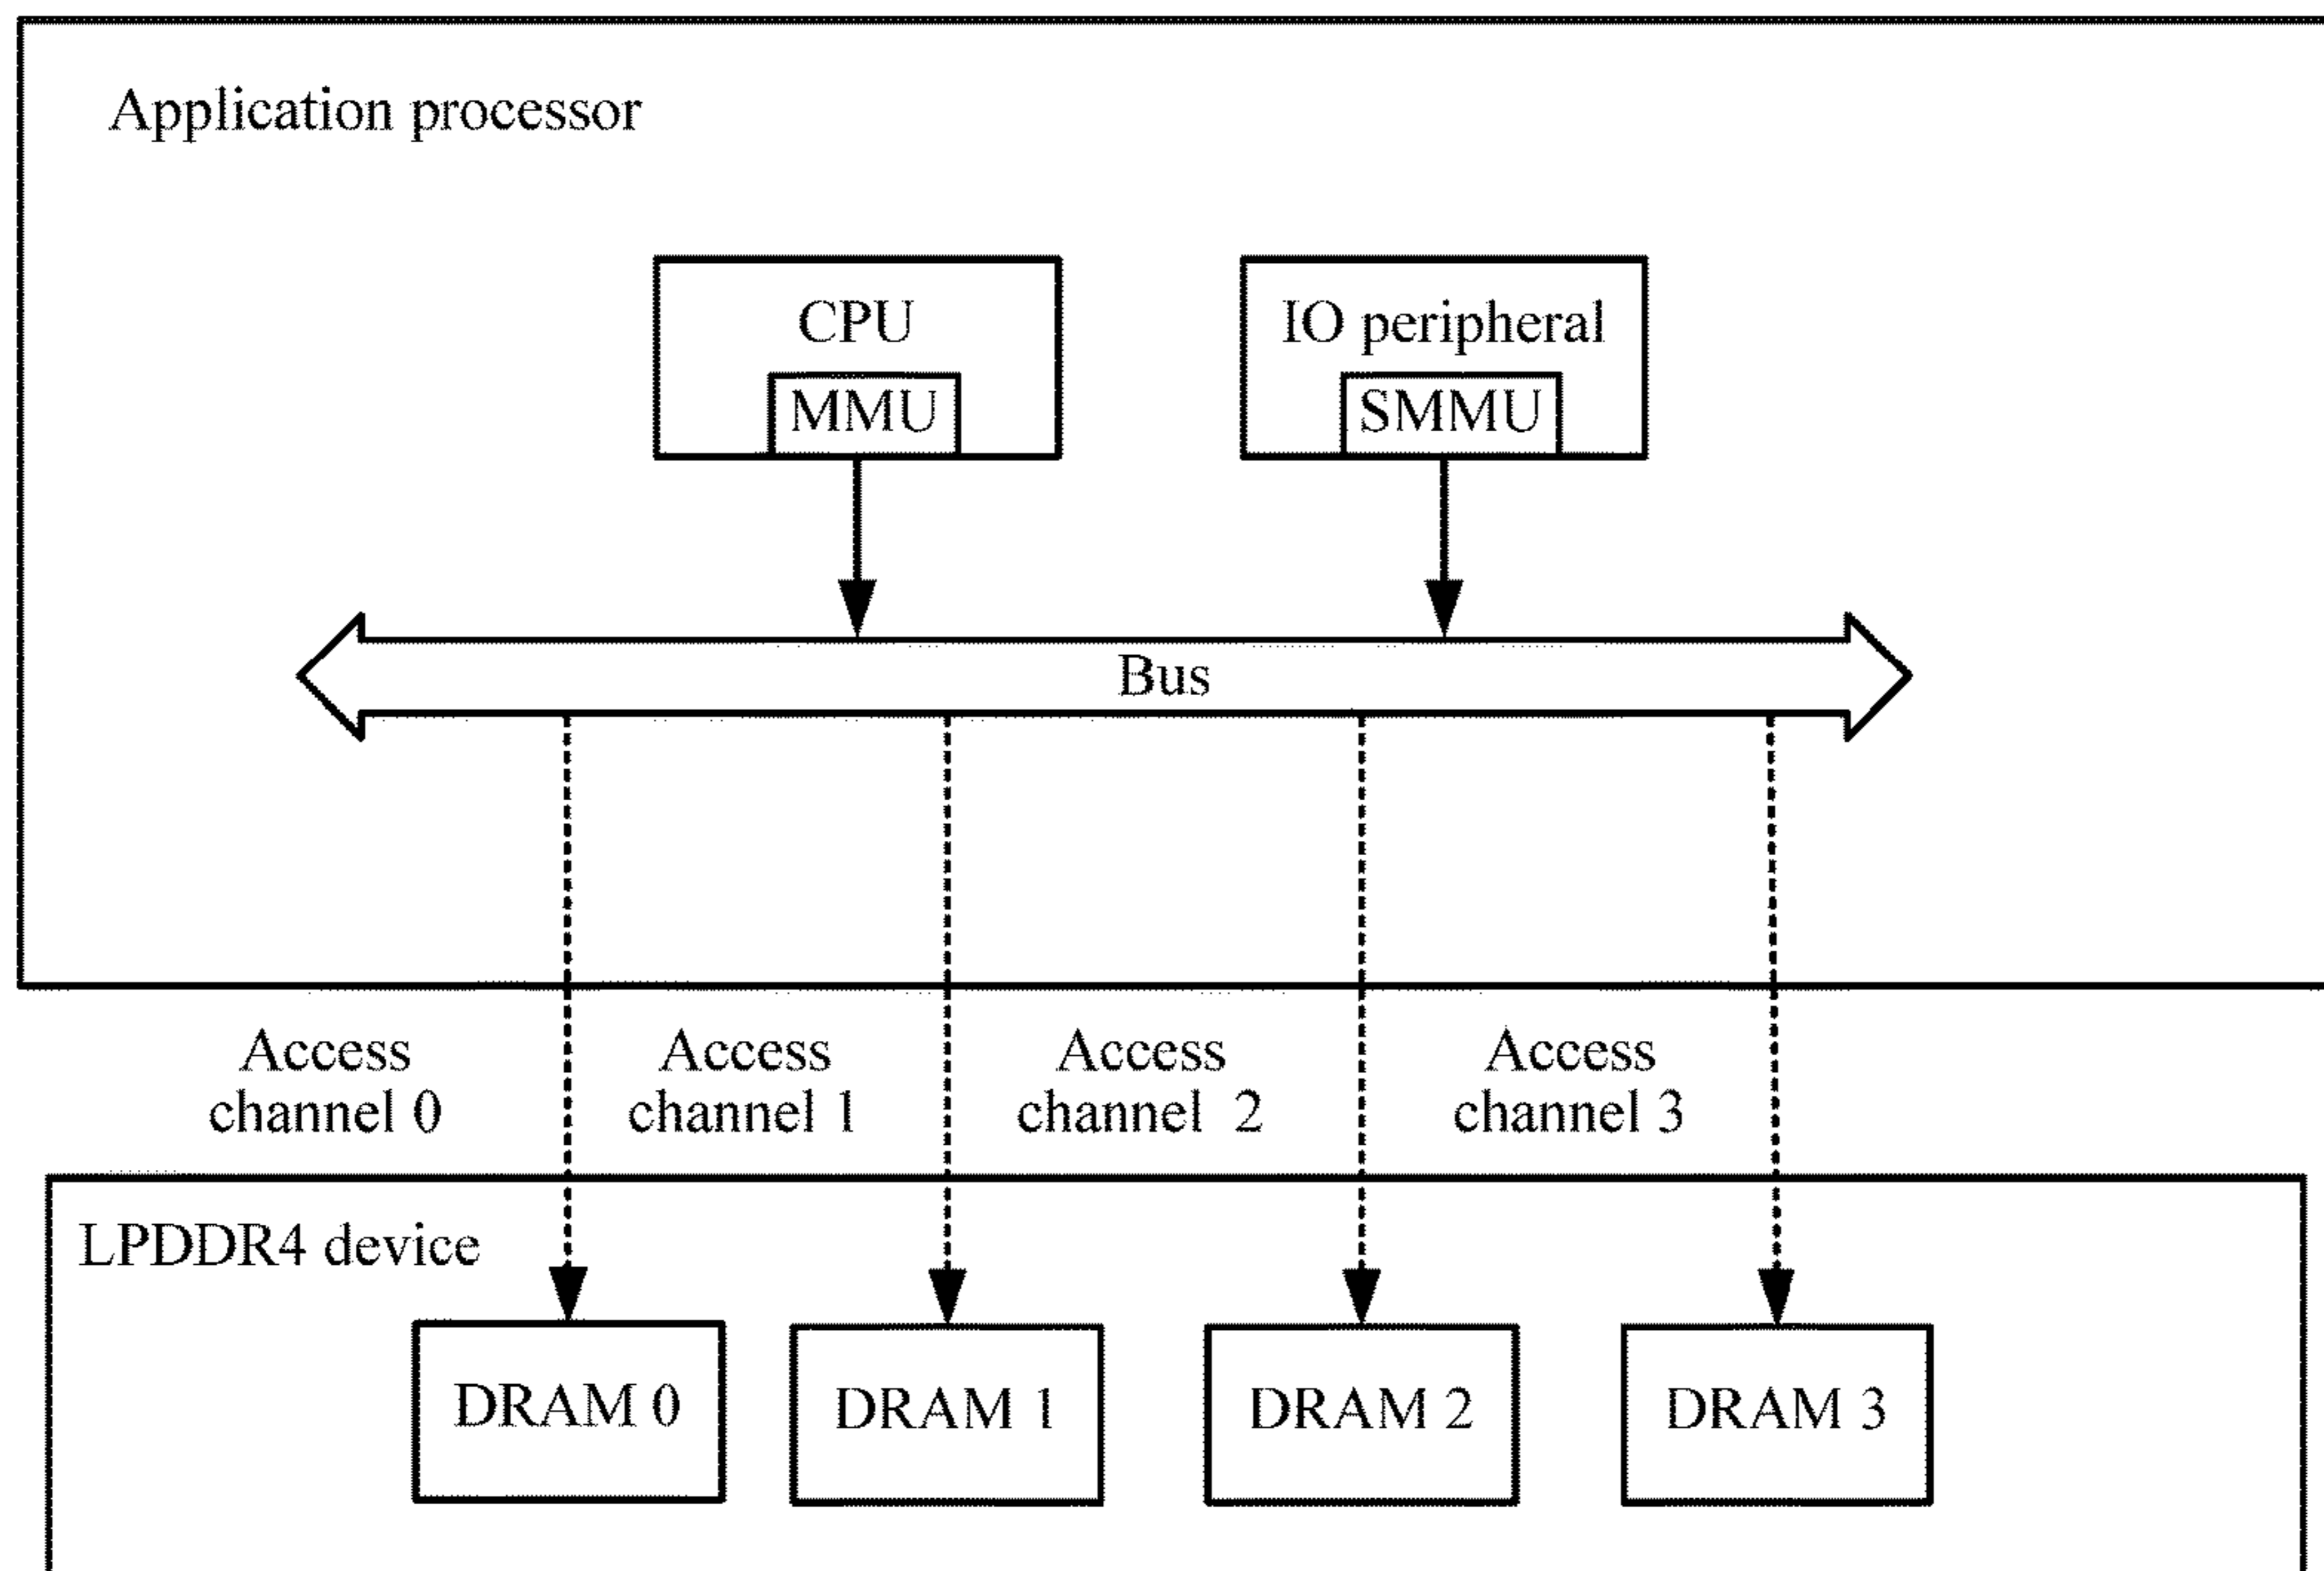 Application processor
CPU
MMU
IO peripheral
SMMU
Bus
Access
channel 0
Access
channel 1
Access
channel 2
Access
channel 3
LPDDR4 device
DRAM 0
DRAM 1
DRAM 2
DRAM 3